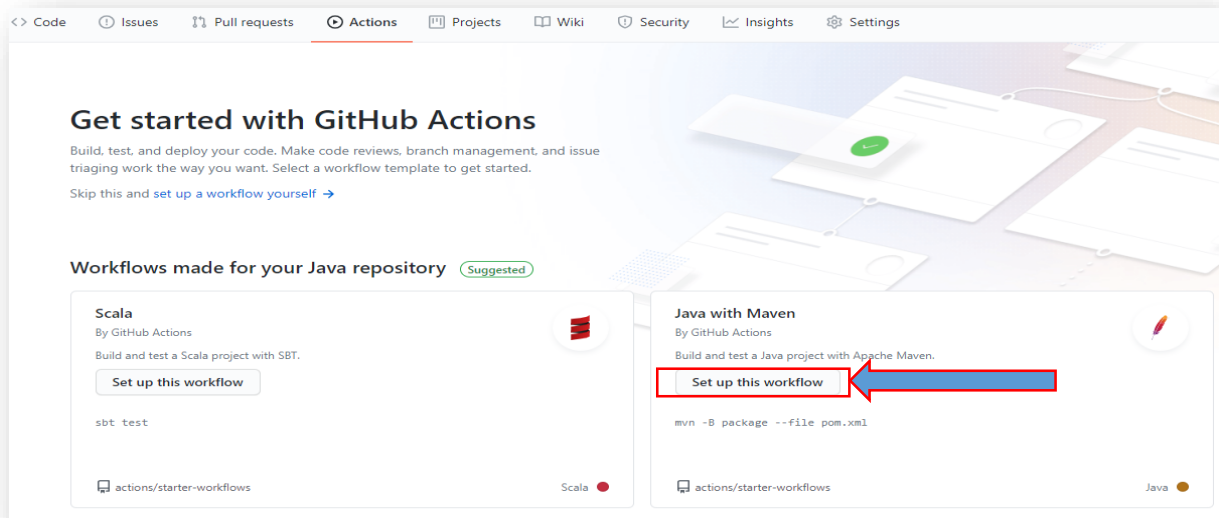 <> Code Issues Pull requests Actions Projects Wiki Security Insights Settings
Get started with GitHub Actions
Build, test, and deploy your code. Make code reviews, branch management, and issue
triaging work the way you want. Select a workflow template to get started.
Skip this and set up a workflow yourself →
Workflows made for your Java repository Suggested
Scala
By GitHub Actions
Build and test a Scala project with SBT.
Set up this workflow
sbt test
actions/starter-workflows Scala
Java with Maven
By GitHub Actions
Build and test a Java project with Apache Maven.
Set up this workflow
mvn -B package --file pom.xml
actions/starter-workflows Java